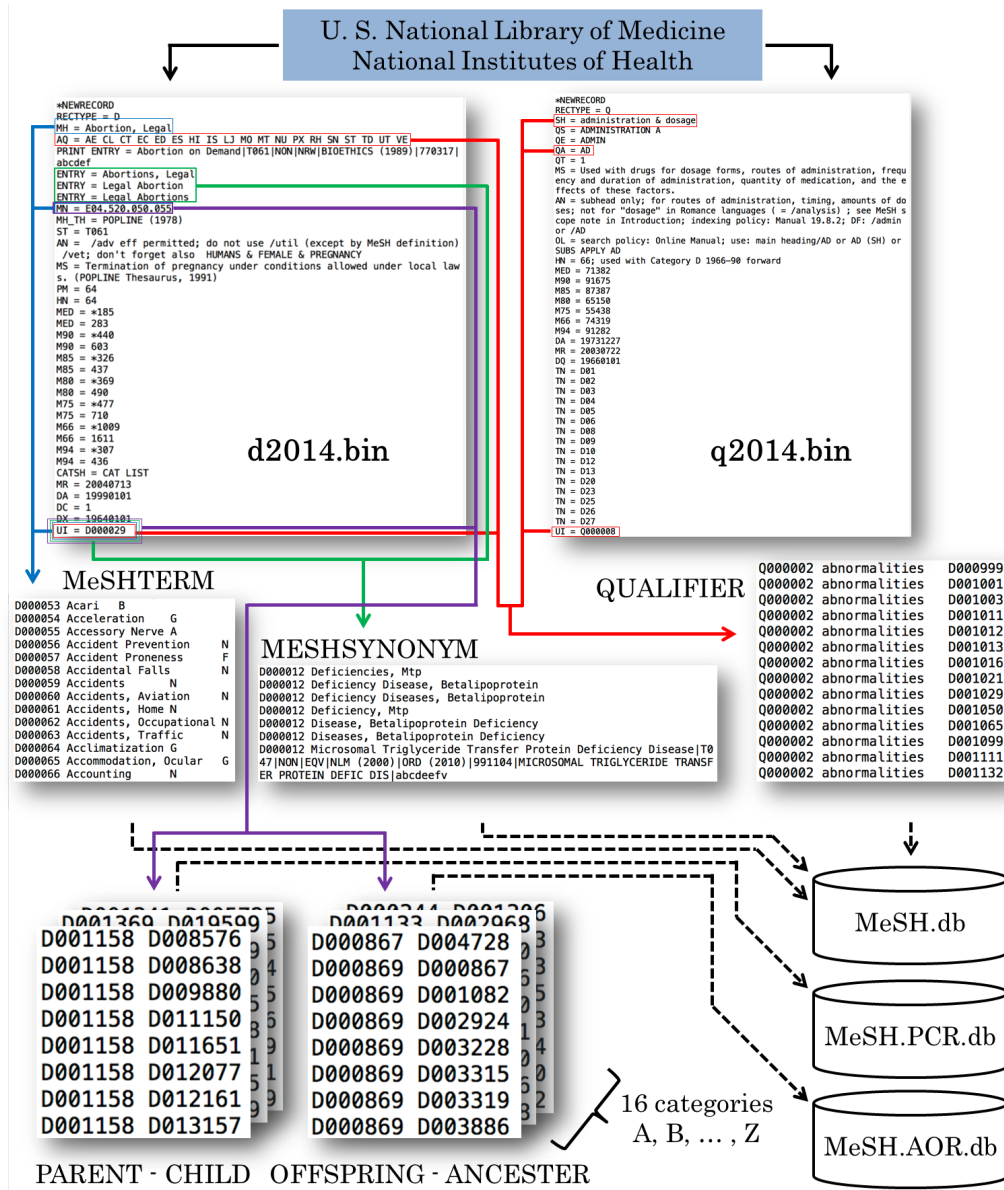 U. S. National Library of Medicine
National Institutes of Health
*NEWRECORD
RECTYPE = D
MH = Abortion, Legal
AQ = AE CL CT EC ED ES HI IS LJ MO MT NU PX RH SN ST TD UT VE
PRINT ENTRY = Abortion on Demand|T061|NON|NRW|BIOETHICS (1989)|770317|
abcdef
ENTRY = Abortions, Legal
ENTRY = Legal Abortion
ENTRY = Legal Abortions
MN = E04.520.050.055
MH_TH = POPLINE (1978)
ST = T061
AN =  /adv eff permitted; do not use /util (except by MeSH definition)
/vet; don't forget also  HUMANS & FEMALE & PREGNANCY
MS = Termination of pregnancy under conditions allowed under local law
s. (POPLINE Thesaurus, 1991)
PM = 64
HN = 64
MED = *185
MED = 283
M90 = *440
M90 = 603
M85 = *326
M85 = 437
M80 = *369
M80 = 490
M75 = *477
M75 = 710
M66 = *1009
M66 = 1611
M94 = *307
M94 = 436
CATSH = CAT LIST
MR = 20040713
DA = 19990101
DC = 1
DX = 19640101
UI = D000029
d2014.bin
*NEWRECORD
RECTYPE = Q
SH = administration & dosage
QS = ADMINISTRATION A
QE = ADMIN
QA = AD
QT = 1
MS = Used with drugs for dosage forms, routes of administration, frequ
ency and duration of administration, quantity of medication, and the e
ffects of these factors.
AN = subhead only; for routes of administration, timing, amounts of do
ses; not for "dosage" in Romance languages ( = /analysis) ; see MeSH s
cope note in Introduction; indexing policy: Manual 19.8.2; DF: /admin
or /AD
OL = search policy: Online Manual; use: main heading/AD or AD (SH) or
SUBS APPLY AD
HN = 66; used with Category D 1966-90 forward
MED = 71382
M90 = 91675
M85 = 87387
M80 = 65150
M75 = 55438
M66 = 74319
M94 = 91282
DA = 19731227
MR = 20030722
DQ = 19660101
TN = D01
TN = D02
TN = D03
TN = D04
TN = D05
TN = D06
TN = D08
TN = D09
TN = D10
TN = D12
TN = D13
TN = D20
TN = D23
TN = D25
TN = D26
TN = D27
UI = Q000008
q2014.bin
MeSHTERM
D000053 Acari B
D000054 Acceleration G
D000055 Accessory Nerve A
D000056 Accident Prevention N
D000057 Accident Proneness F
D000058 Accidental Falls N
D000059 Accidents N
D000060 Accidents, Aviation N
D000061 Accidents, Home N
D000062 Accidents, Occupational N
D000063 Accidents, Traffic N
D000064 Acclimatization G
D000065 Accommodation, Ocular G
D000066 Accounting N
MESHSYNONYM
D000012 Deficiencies, Mtp
D000012 Deficiency Disease, Betalipoprotein
D000012 Deficiency Diseases, Betalipoprotein
D000012 Deficiency, Mtp
D000012 Disease, Betalipoprotein Deficiency
D000012 Diseases, Betalipoprotein Deficiency
D000012 Microsomal Triglyceride Transfer Protein Deficiency Disease|T0
47|NON|EQV|NLM (2000)|ORD (2010)|991104|MICROSOMAL TRIGLYCERIDE TRANSF
ER PROTEIN DEFIC DIS|abcdeefv
QUALIFIER
Q000002 abnormalities D000999
Q000002 abnormalities D001001
Q000002 abnormalities D001003
Q000002 abnormalities D001011
Q000002 abnormalities D001012
Q000002 abnormalities D001013
Q000002 abnormalities D001016
Q000002 abnormalities D001021
Q000002 abnormalities D001029
Q000002 abnormalities D001050
Q000002 abnormalities D001065
Q000002 abnormalities D001099
Q000002 abnormalities D001111
Q000002 abnormalities D001132
D001369 D019599
D001158 D008576
D001158 D008638
D001158 D009880
D001158 D011150
D001158 D011651
D001158 D012077
D001158 D012161
D001158 D013157
PARENT - CHILD
D001133 D002968
D000867 D004728
D000869 D000867
D000869 D001082
D000869 D002924
D000869 D003228
D000869 D003315
D000869 D003319
D000869 D003886
OFFSPRING - ANCESTER
16 categories
A, B, ... , Z
MeSH.db
MeSH.PCR.db
MeSH.AOR.db